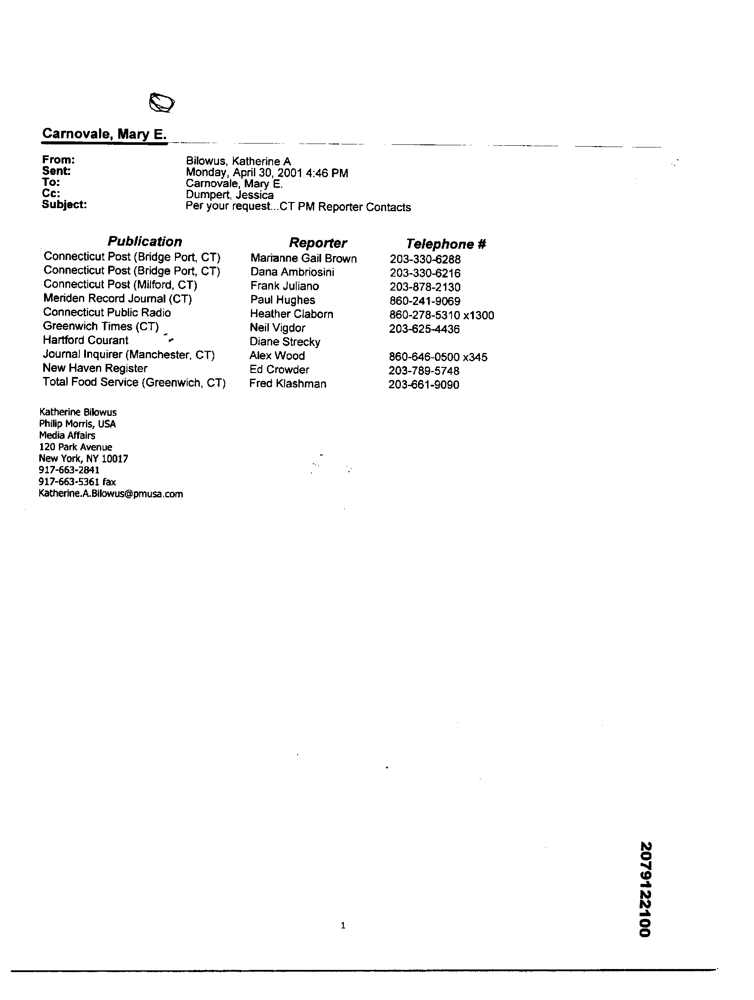 Carnovale, Mary E.
From: Bilowus, Katherine A
Sent: Monday, April 30, 2001 4:46 PM
To: Carnovale, Mary E.
Cc: Dumpert, Jessica
Subject: Per your request...CT PM Reporter Contacts
Publication Reporter Telephone #
Connecticut Post (Bridge Port, CT) Marianne Gail Brown 203-330-6288
Connecticut Post (Bridge Port, CT) Dana Ambriosini 203-330-6216
Connecticut Post (Milford, CT) Frank Juliano 203-878-2130
Meriden Record Journal (CT) Paul Hughes 860-241-9069
Connecticut Public Radio Heather Claborn 860-278-5310 x1300
Greenwich Times (CT) Neil Vigdor 203-625-4436
Hartford Courant Diane Strecky
Journal Inquirer (Manchester, CT) Alex Wood 860-646-0500 x345
New Haven Register Ed Crowder 203-789-5748
Total Food Service (Greenwich, CT) Fred Klashman 203-661-9090
Katherine Bilowus
Philip Morris, USA
Media Affairs
120 Park Avenue
New York, NY 10017
917-663-2841
917-663-5361 fax
Katherine.A.Bilowus@pmusa.com
2079122100
1